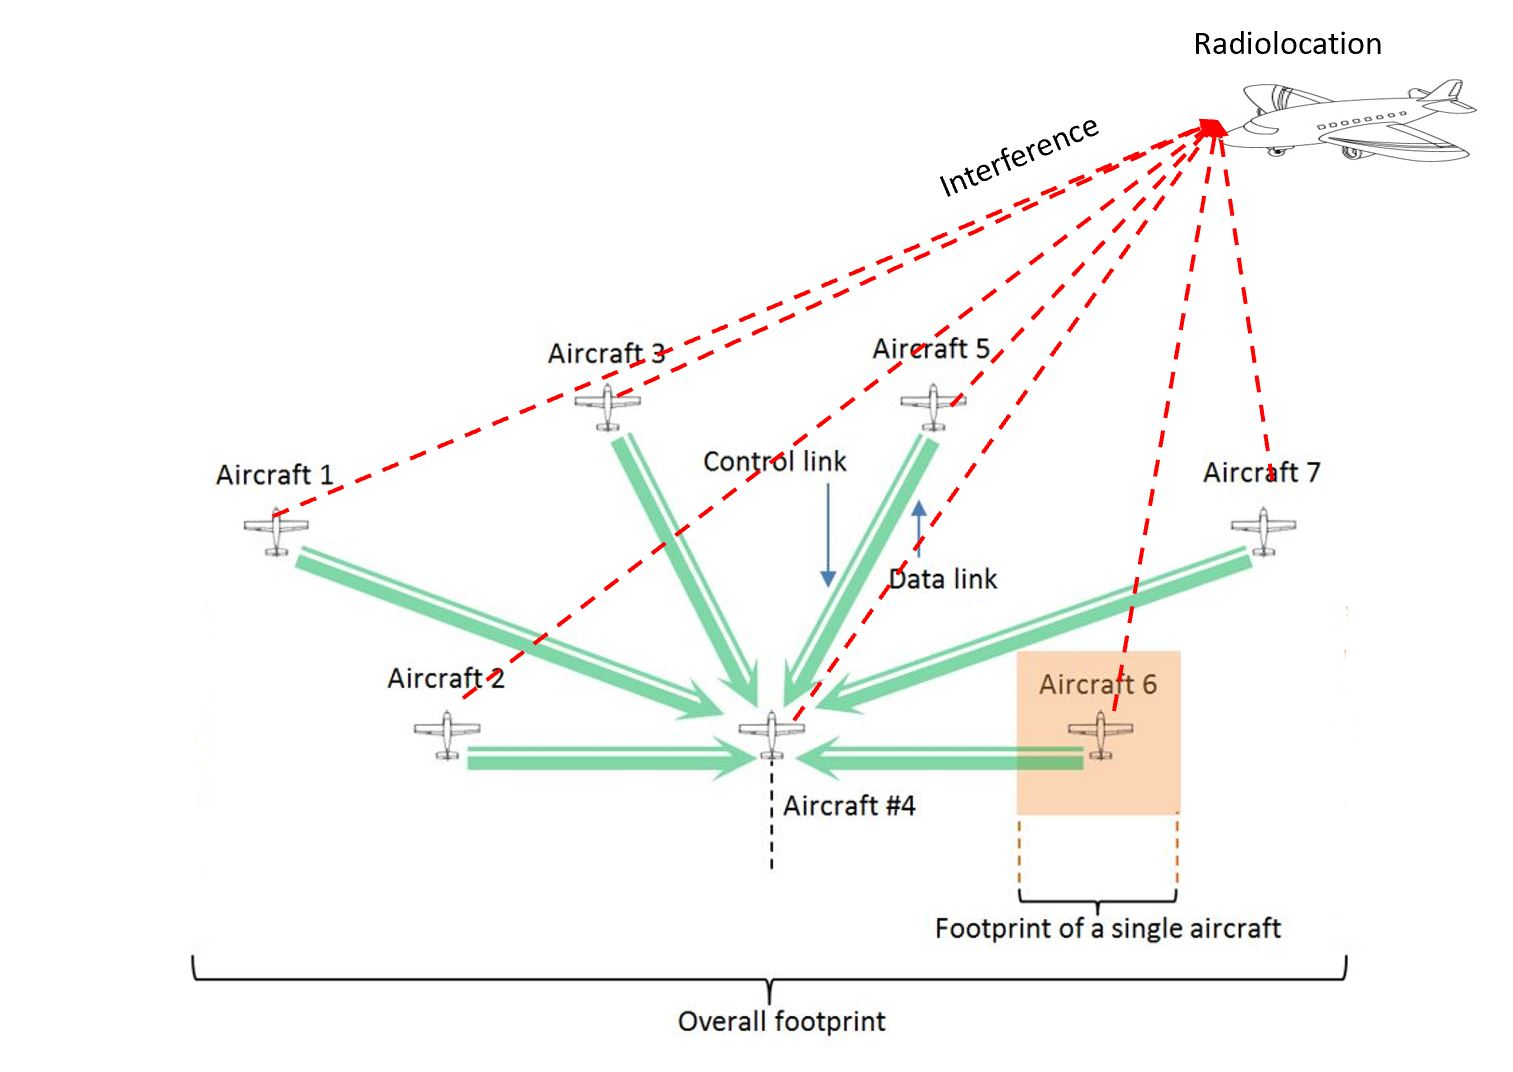 Radiolocation
Interference
Aircraft 3
Aircraft 5
Control link
Aircraft 1
Aircraft 7
Data link
Aircraft 2
Aircraft 6
Aircraft #4
Footprint of a single aircraft
Overall footprint